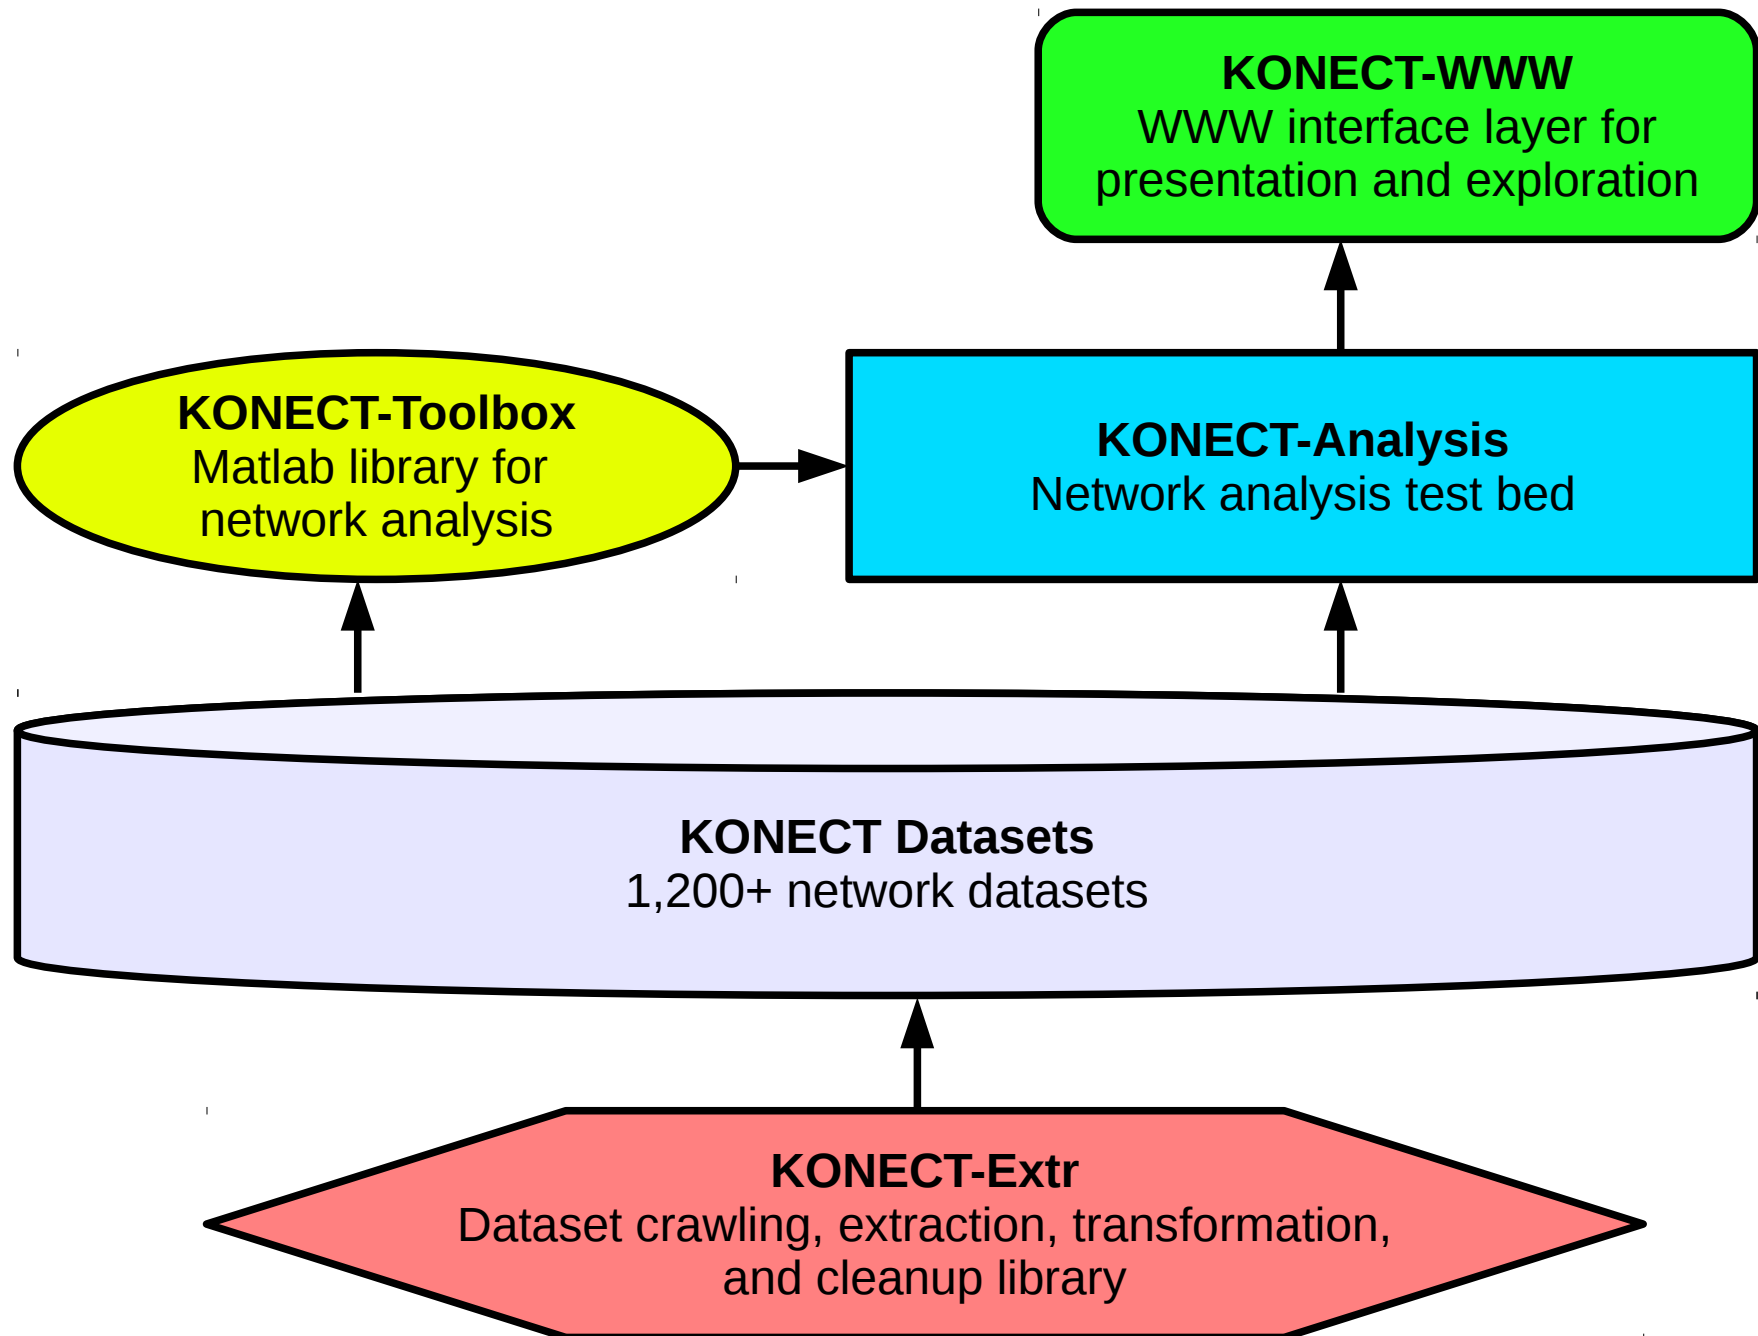 KONECT-WWW
WWW interface layer for
presentation and exploration
KONECT-Toolbox
Matlab library for
network analysis
KONECT-Analysis
Network analysis test bed
KONECT Datasets
1,200+ network datasets
KONECT-Extr
Dataset crawling, extraction, transformation,
and cleanup library